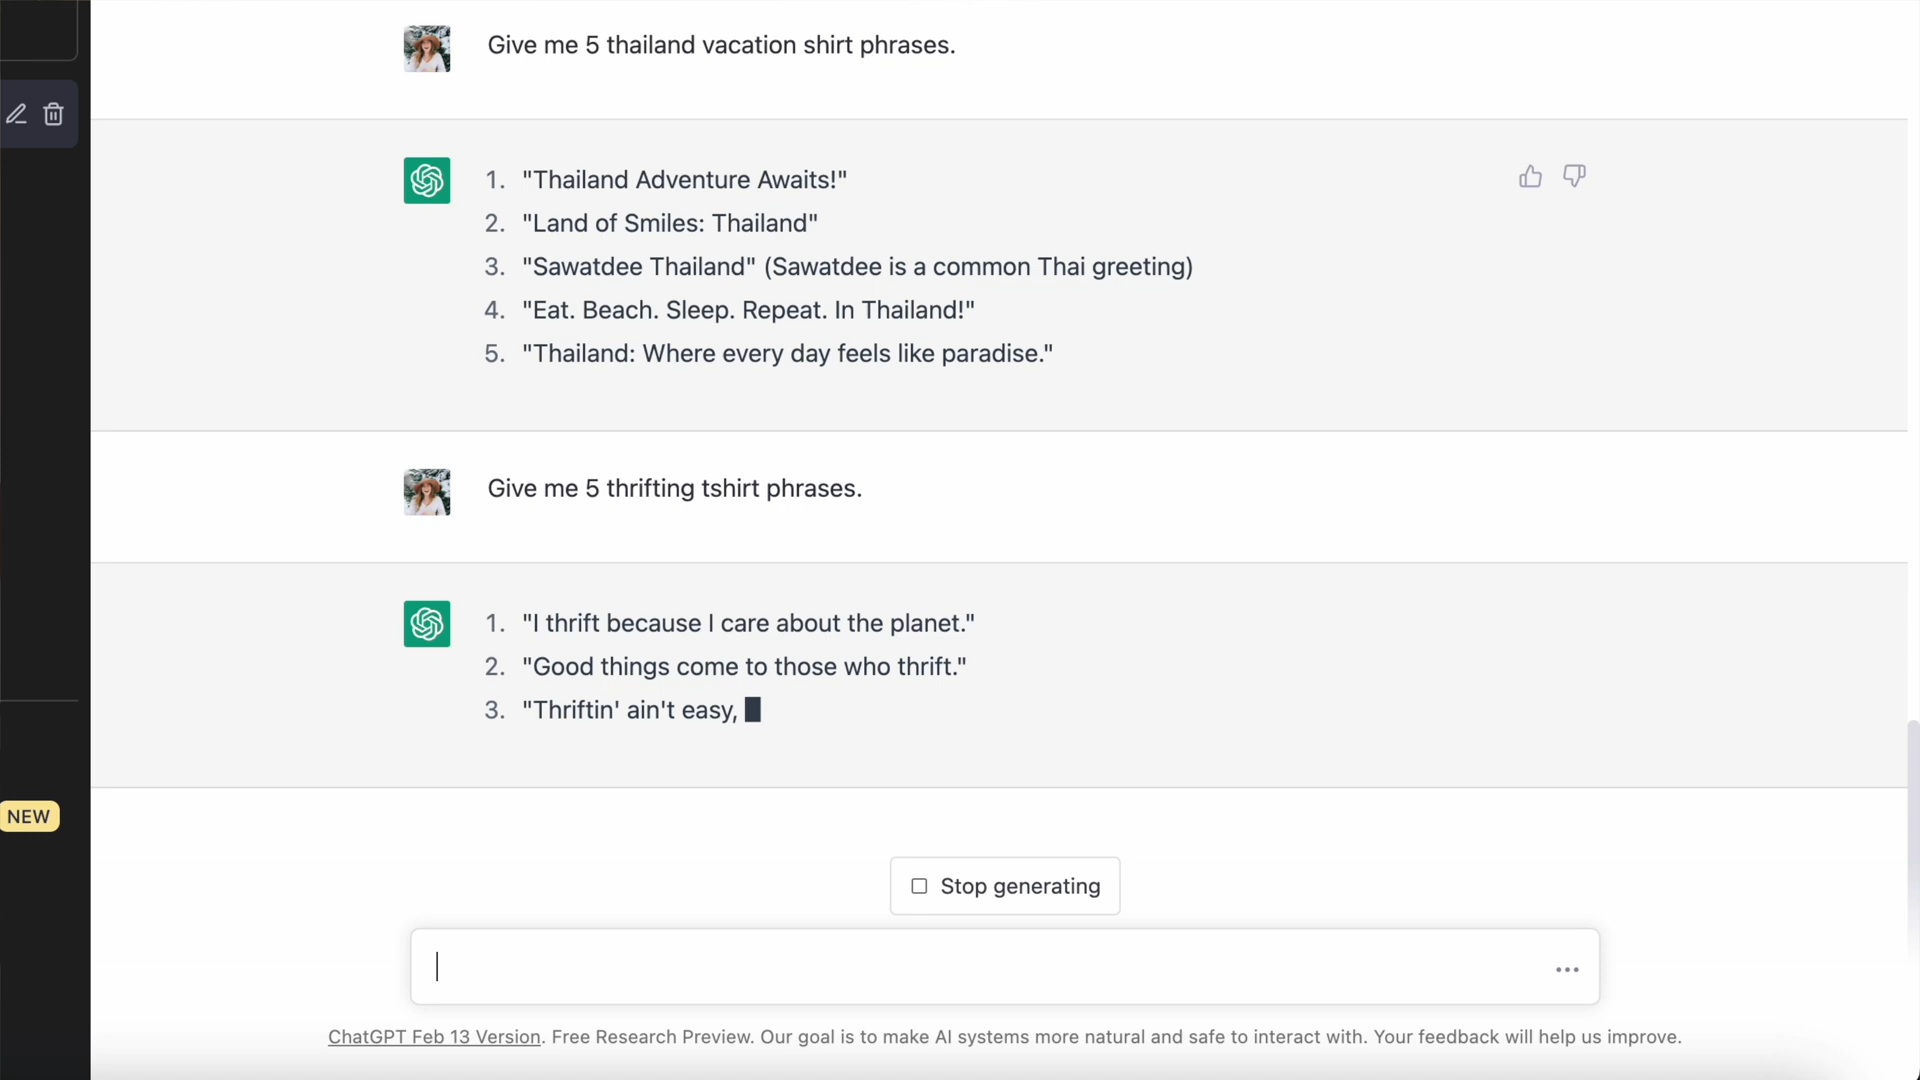 Give me 5 thailand vacation shirt phrases.
1. "Thailand Adventure Awaits!"
2. "Land of Smiles: Thailand"
3. "Sawatdee Thailand" (Sawatdee is a common Thai greeting)
4. "Eat. Beach. Sleep. Repeat. In Thailand!"
5. "Thailand: Where every day feels like paradise."
Give me 5 thrifting tshirt phrases.
1. "I thrift because I care about the planet."
2. "Good things come to those who thrift."
3. "Thriftin' ain't easy,
NEW
Stop generating
ChatGPT Feb 13 Version. Free Research Preview. Our goal is to make AI systems more natural and safe to interact with. Your feedback will help us improve.